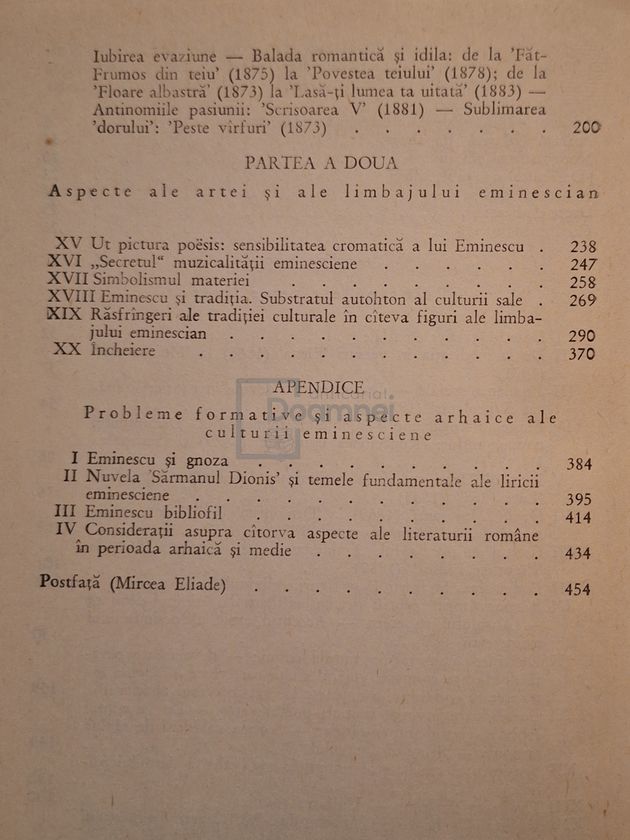 Iubirea evaziune — Balada romantică și idila: de la 'Făt-
Frumos din teiu' (1875) la 'Povestea teiului' (1878); de la
'Floare albastră' (1873) la 'Lasă-ți lumea ta uitată' (1883) —
Antinomiile pasiunii: 'Scrisoarea V' (1881) — Sublimarea
'dorului': 'Peste vîrfuri' (1873) . . . . . . . 200
PARTEA A DOUA
Aspecte ale artei și ale limbajului eminescian
XV Ut pictura poësis: sensibilitatea cromatică a lui Eminescu . 238
XVI „Secretul“ muzicalității eminesciene . . . . . . 247
XVII Simbolismul materiei . . . . . . . . 258
XVIII Eminescu și tradiția. Substratul autohton al culturii sale . 269
XIX Răsfrîngeri ale tradiției culturale în cîteva figuri ale limba-
jului eminescian . . . . . . . . . . 290
XX Încheiere . . . . . . . . . . . 370
APENDICE
anticariat
Doamnei
Probleme formative și aspecte arhaice ale
culturii eminesciene
I Eminescu și gnoza . . . . . . . . . 384
II Nuvela 'Sărmanul Dionis' și temele fundamentale ale liricii
eminesciene . . . . . . . . . . . 395
III Eminescu bibliofil . . . . . . . . . 414
IV Considerații asupra cîtorva aspecte ale literaturii române
în perioada arhaică și medie . . . . . . . 434
Postfață (Mircea Eliade) . . . . . . . . . 454